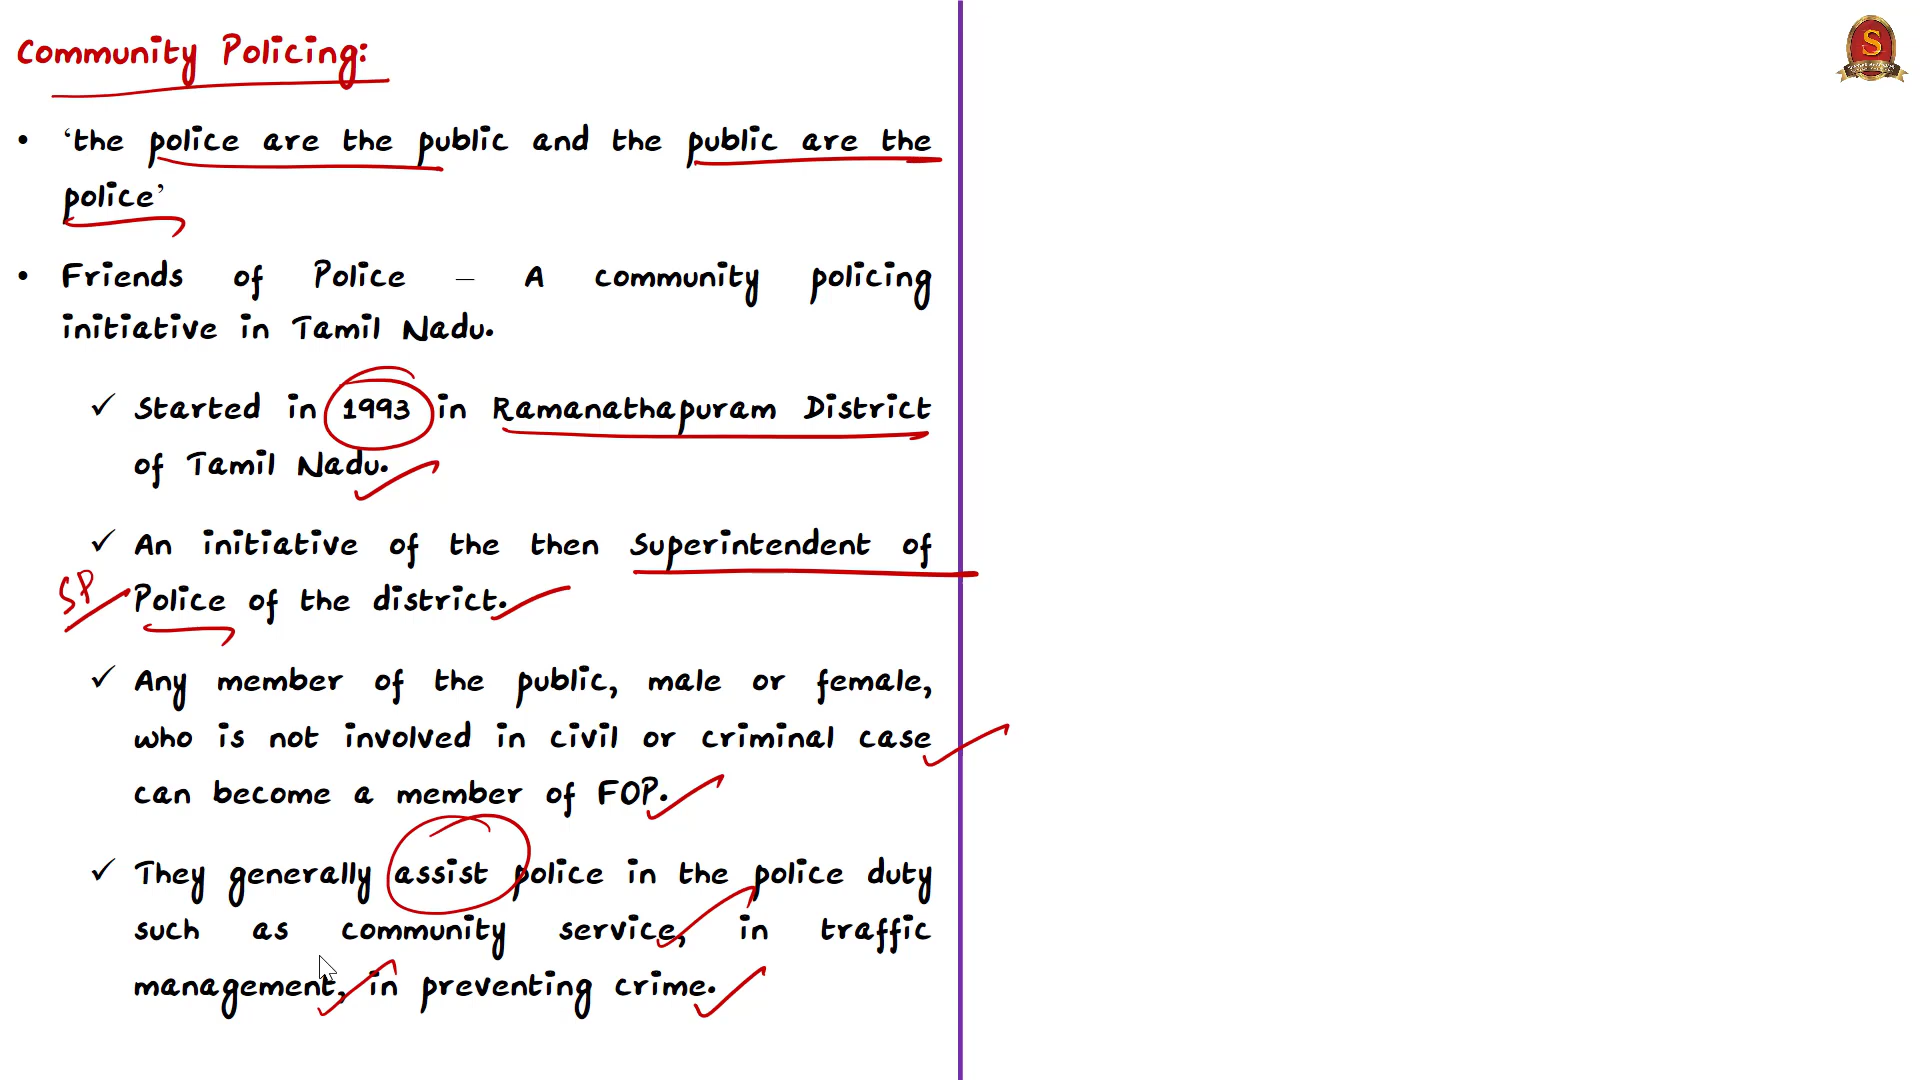 Community Policing:
• ‘the police are the public and the public are the
police’
• Friends of Police – A community policing
initiative in Tamil Nadu.
✓ Started in 1993 in Ramanathapuram District
of Tamil Nadu.
✓ An initiative of the then Superintendent of
SP Police of the district.
✓ Any member of the public, male or female,
who is not involved in civil or criminal case
can become a member of FOP.
✓ They generally assist police in the police duty
such as community service, in traffic
management, in preventing crime.
S